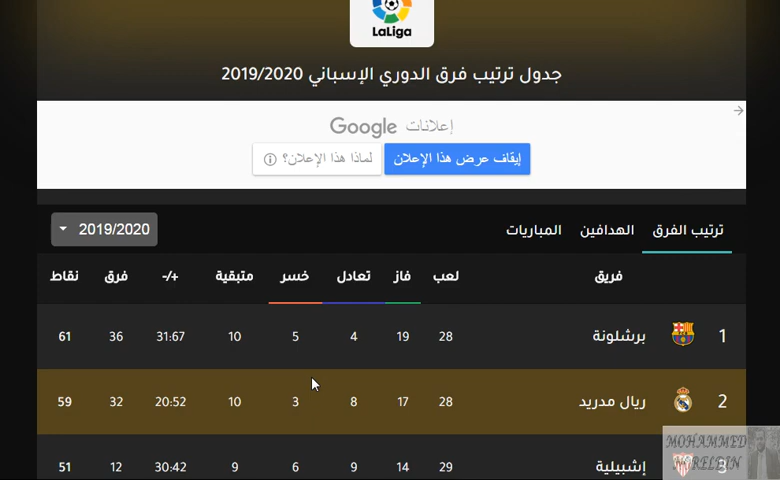 LaLiga
جدول ترتيب فرق الدوري الإسباني 2019/2020
إعلانات Google
إيقاف عرض هذا الإعلان
لماذا هذا الإعلان؟
ترتيب الفرق
الهدافين
المباريات
2019/2020
فريق لعب فاز تعادل خسر متبقية +/- فرق نقاط
1 برشلونة 28 19 4 5 10 31:67 36 61
2 ريال مدريد 28 17 8 3 10 20:52 32 59
3 إشبيلية 29 14 9 6 9 30:42 12 51
MOHAMMED
NORELDIN